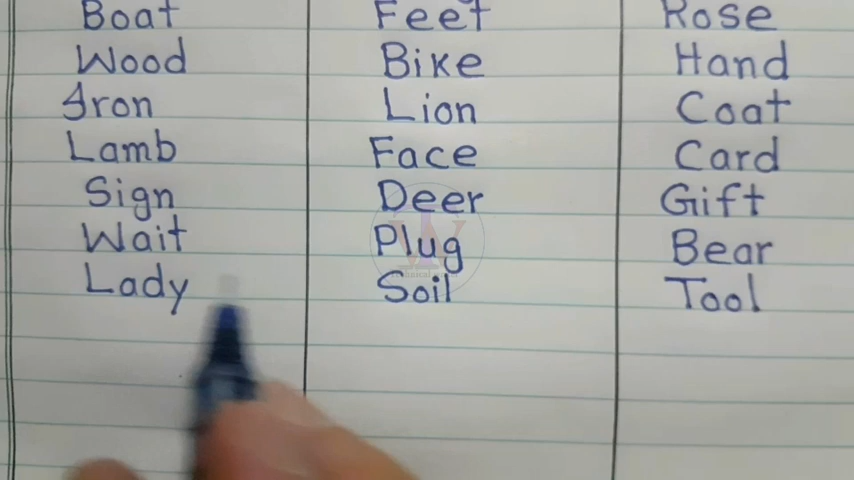 Boat Feet Rose
Wood Bike Hand
Iron Lion Coat
Lamb Face Card
Sign Deer Gift
Wait Plug Bear
Lady Soil Tool